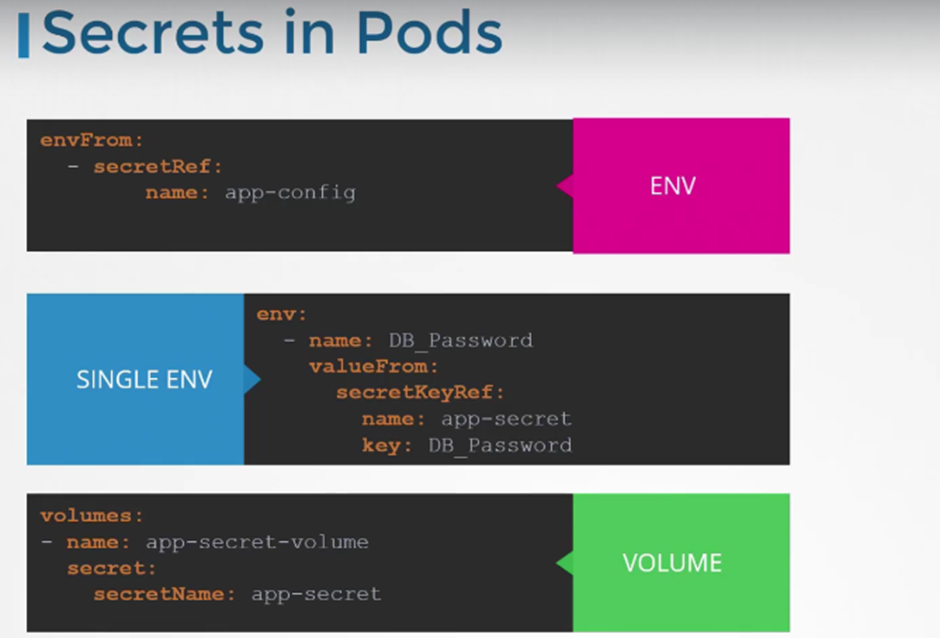 Secrets in Pods
envFrom:
  - secretRef:
        name: app-config
ENV
SINGLE ENV
env:
  - name: DB_Password
    valueFrom:
      secretKeyRef:
        name: app-secret
        key: DB_Password
volumes:
- name: app-secret-volume
  secret:
    secretName: app-secret
VOLUME